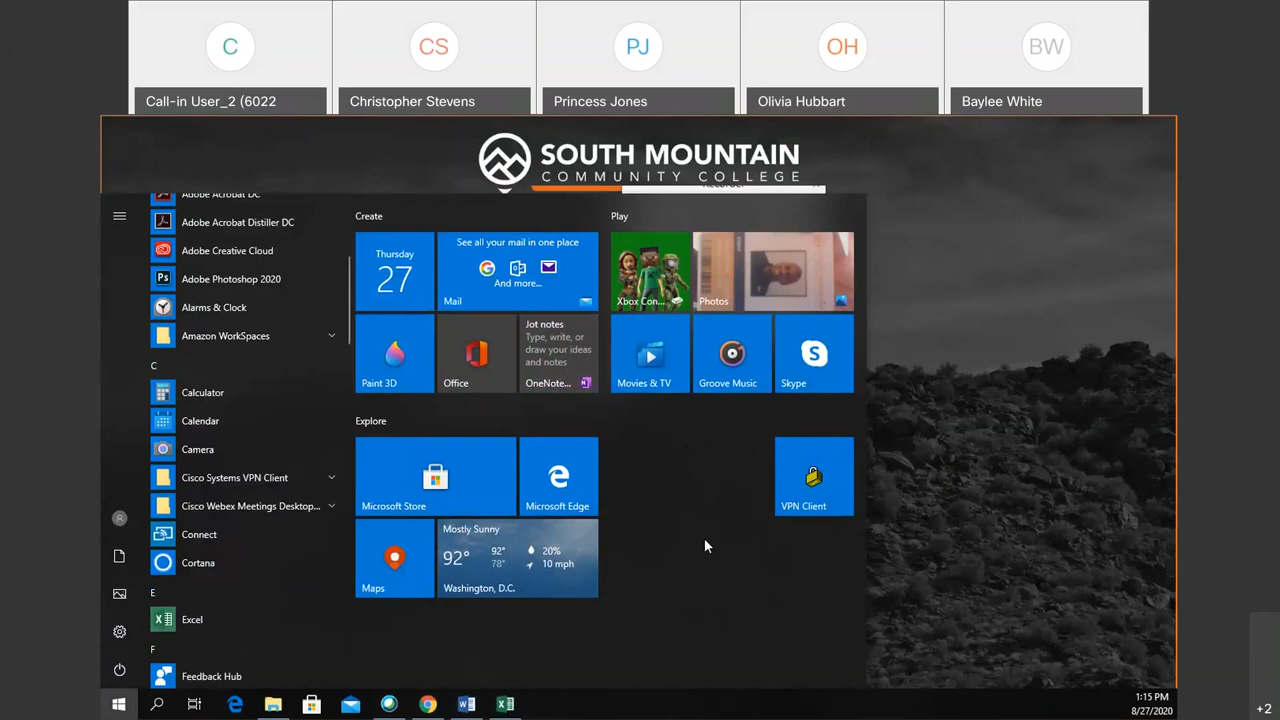 C
CS
PJ
OH
BW
Call-in User_2 (6022
Christopher Stevens
Princess Jones
Olivia Hubbart
Baylee White
SOUTH MOUNTAIN
COMMUNITY COLLEGE
Recorder
Adobe Acrobat DC
Adobe Acrobat Distiller DC
Adobe Creative Cloud
Ps
Adobe Photoshop 2020
Alarms & Clock
Amazon WorkSpaces
C
Calculator
Calendar
Camera
Cisco Systems VPN Client
Cisco Webex Meetings Desktop...
Connect
Cortana
E
Excel
F
Feedback Hub
Create
Thursday
27
See all your mail in one place
And more...
Mail
Paint 3D
Office
Jot notes
Type, write, or
draw your ideas
and notes
OneNote...
Explore
Microsoft Store
Microsoft Edge
Maps
Mostly Sunny
92°
92°
78°
20%
10 mph
Washington, D.C.
Play
Xbox Con...
Photos
Movies & TV
Groove Music
Skype
VPN Client
1:15 PM
8/27/2020
+2